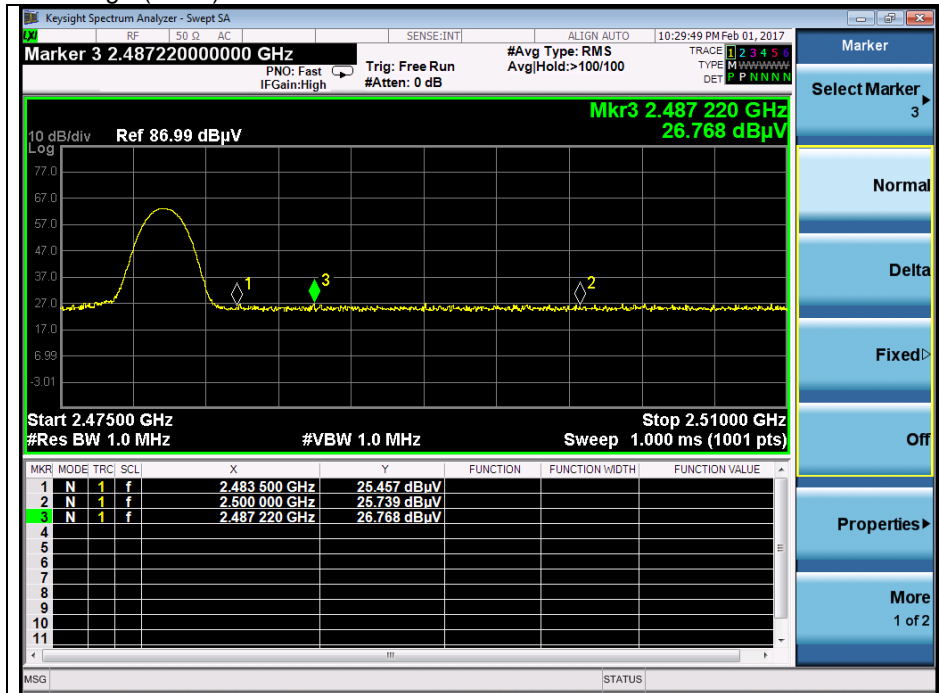 Keysight Spectrum Analyzer - Swept SA
LXI RF 50 Ω AC SENSE:INT ALIGN AUTO 10:29:49 PM Feb 01, 2017
Marker 3 2.487220000000 GHz
PNO: Fast
IFGain:High
Trig: Free Run
#Atten: 0 dB
#Avg Type: RMS
Avg|Hold:>100/100
TRACE 1 2 3 4 5 6
TYPE M W W W W W
DET P P N N N N
Mkr3 2.487 220 GHz
26.768 dBµV
10 dB/div Ref 86.99 dBµV
Log
77.0
67.0
57.0
47.0
37.0
27.0
17.0
6.99
-3.01
1
3
2
Start 2.47500 GHz Stop 2.51000 GHz
#Res BW 1.0 MHz #VBW 1.0 MHz Sweep 1.000 ms (1001 pts)
MKR MODE TRC SCL X Y FUNCTION FUNCTION WIDTH FUNCTION VALUE
1 N 1 f 2.483 500 GHz 25.457 dBµV
2 N 1 f 2.500 000 GHz 25.739 dBµV
3 N 1 f 2.487 220 GHz 26.768 dBµV
4
5
6
7
8
9
10
11
MSG STATUS
Marker
Select Marker
3
Normal
Delta
Fixed
Off
Properties
More
1 of 2